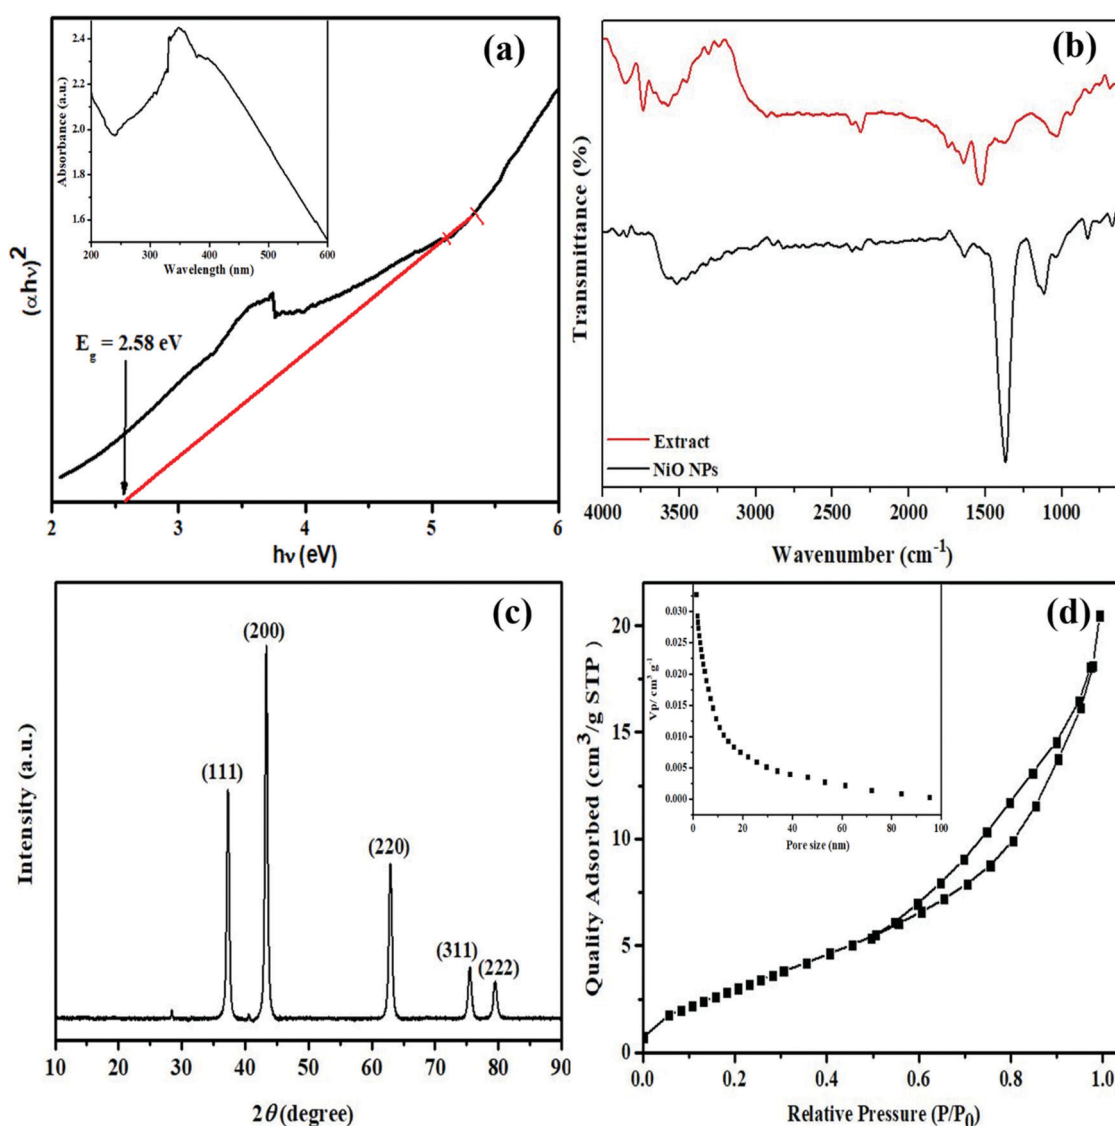 (a)
2.4
2.2
2.0
1.8
1.6
Absorbance (a.u.)
200 300 400 500 600
Wavelength (nm)
(αhν)²
E_g = 2.58 eV
2 3 4 5 6
hν (eV)
(b)
Transmittance (%)
Extract
NiO NPs
4000 3500 3000 2500 2000 1500 1000
Wavenumber (cm⁻¹)
(c)
(200)
(111)
(220)
(311)
(222)
Intensity (a.u.)
10 20 30 40 50 60 70 80 90
2θ (degree)
(d)
20
15
10
5
0
Quality Adsorbed (cm³/g STP )
0.030
0.025
0.020
0.015
0.010
0.005
0.000
Vp/ cm³ g⁻¹
0 20 40 60 80 100
Pore size (nm)
0.0 0.2 0.4 0.6 0.8 1.0
Relative Pressure (P/P₀)